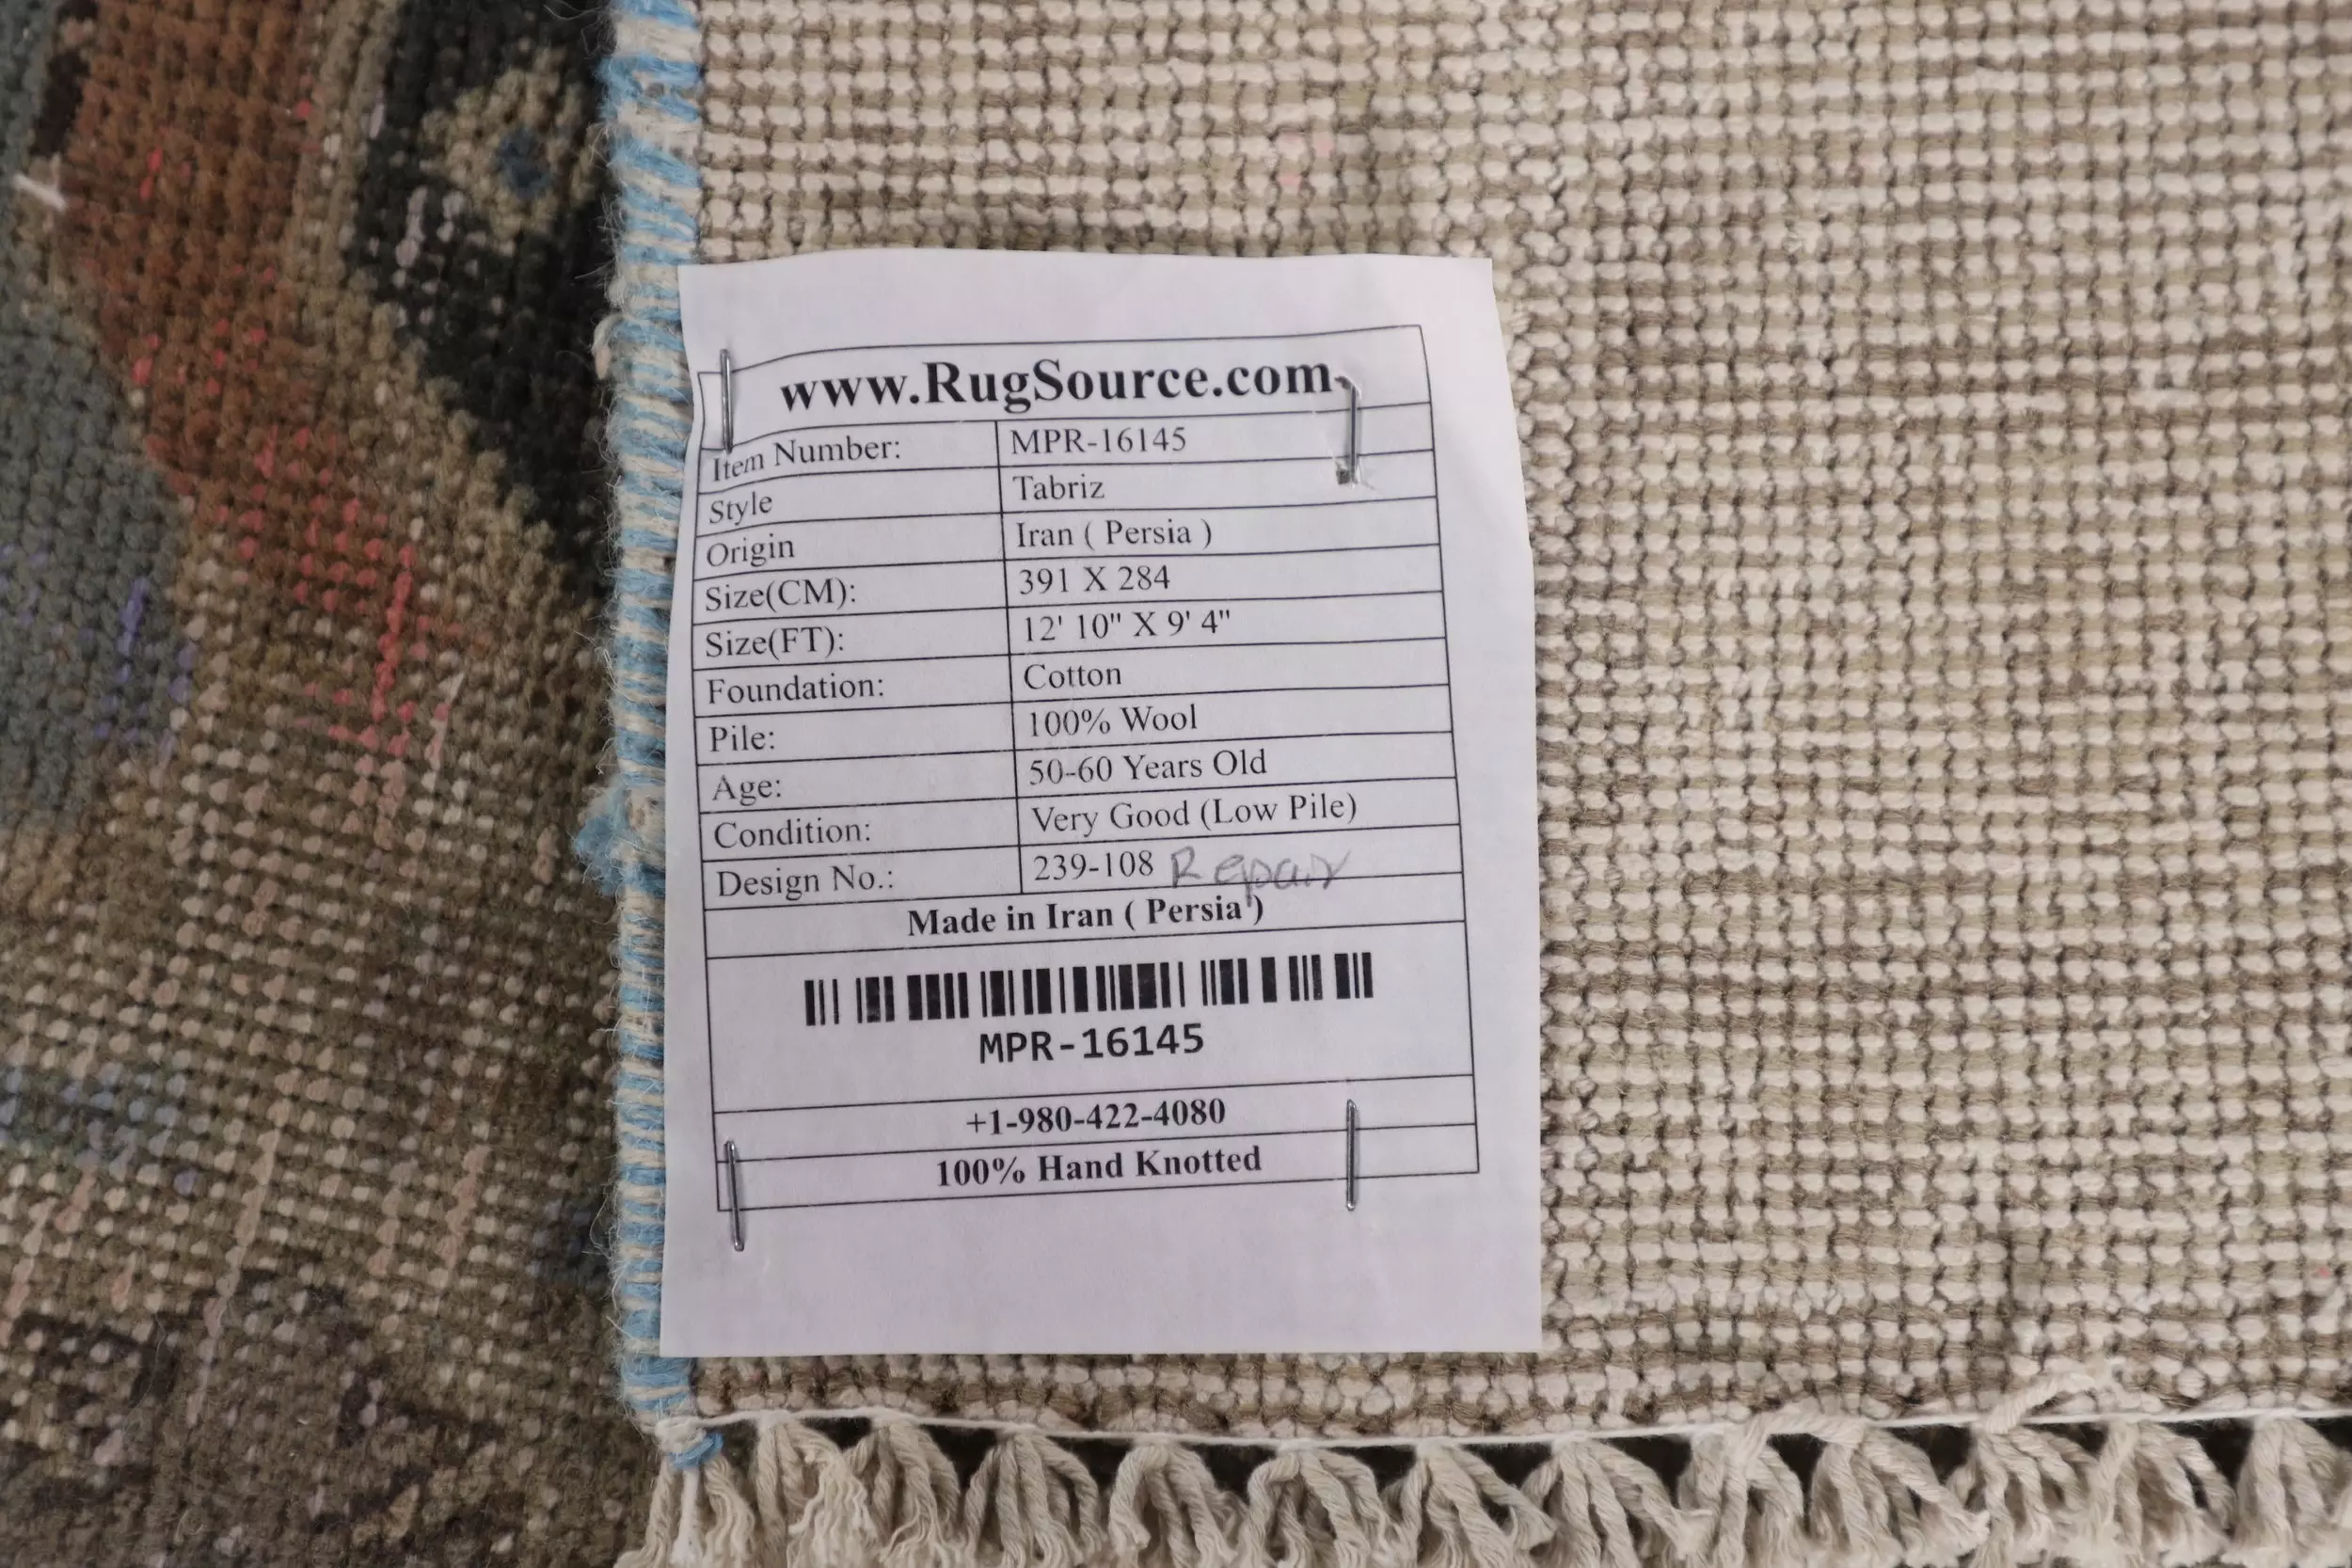 www.RugSource.com
Item Number: MPR-16145
Style Tabriz
Origin Iran ( Persia )
Size(CM): 391 X 284
Size(FT): 12' 10" X 9' 4"
Foundation: Cotton
Pile: 100% Wool
Age: 50-60 Years Old
Condition: Very Good (Low Pile)
Design No.: 239-108 Repair
Made in Iran ( Persia )
MPR-16145
+1-980-422-4080
100% Hand Knotted